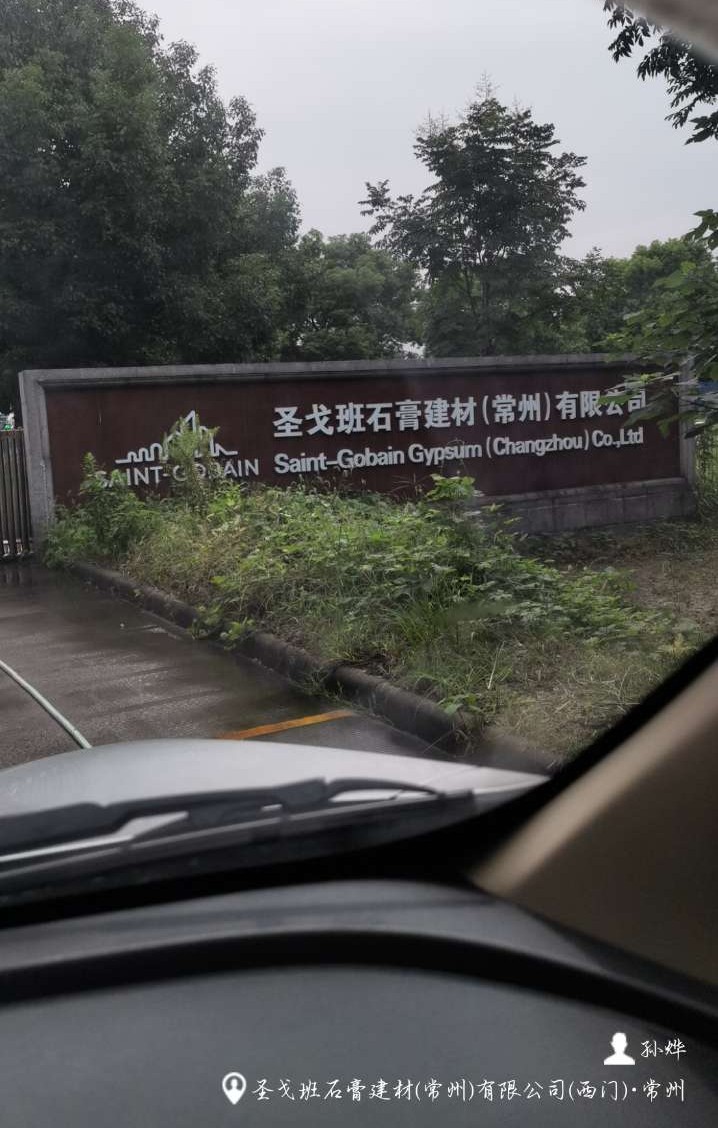 圣戈班石膏建材(常州)有限公司
SAINT-GOBAIN
Saint-Gobain Gypsum (Changzhou) Co.,Ltd
孙烨
圣戈班石膏建材(常州)有限公司(西门)·常州